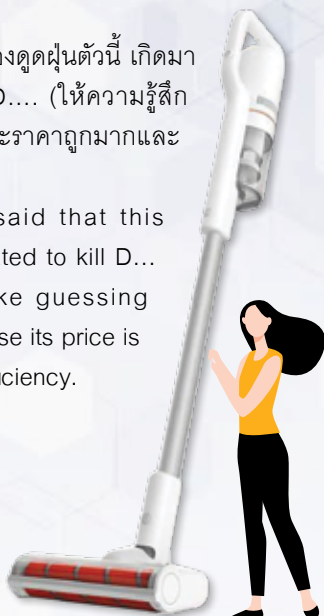 องดูดฝุ่นตัวนี้ เกิดมา
D.... (ให้ความรู้สึก
ะราคาถูกมากและ
said that this
ted to kill D...
ke guessing
se its price is
iciency.